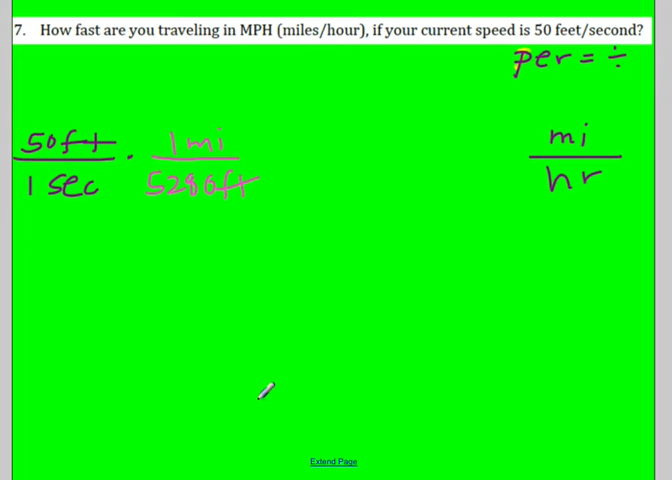 7. How fast are you traveling in MPH (miles/hour), if your current speed is 50 feet/second?
per = ÷
50ft / 1 sec · 1 mi / 5280ft
mi / hr
Extend Page